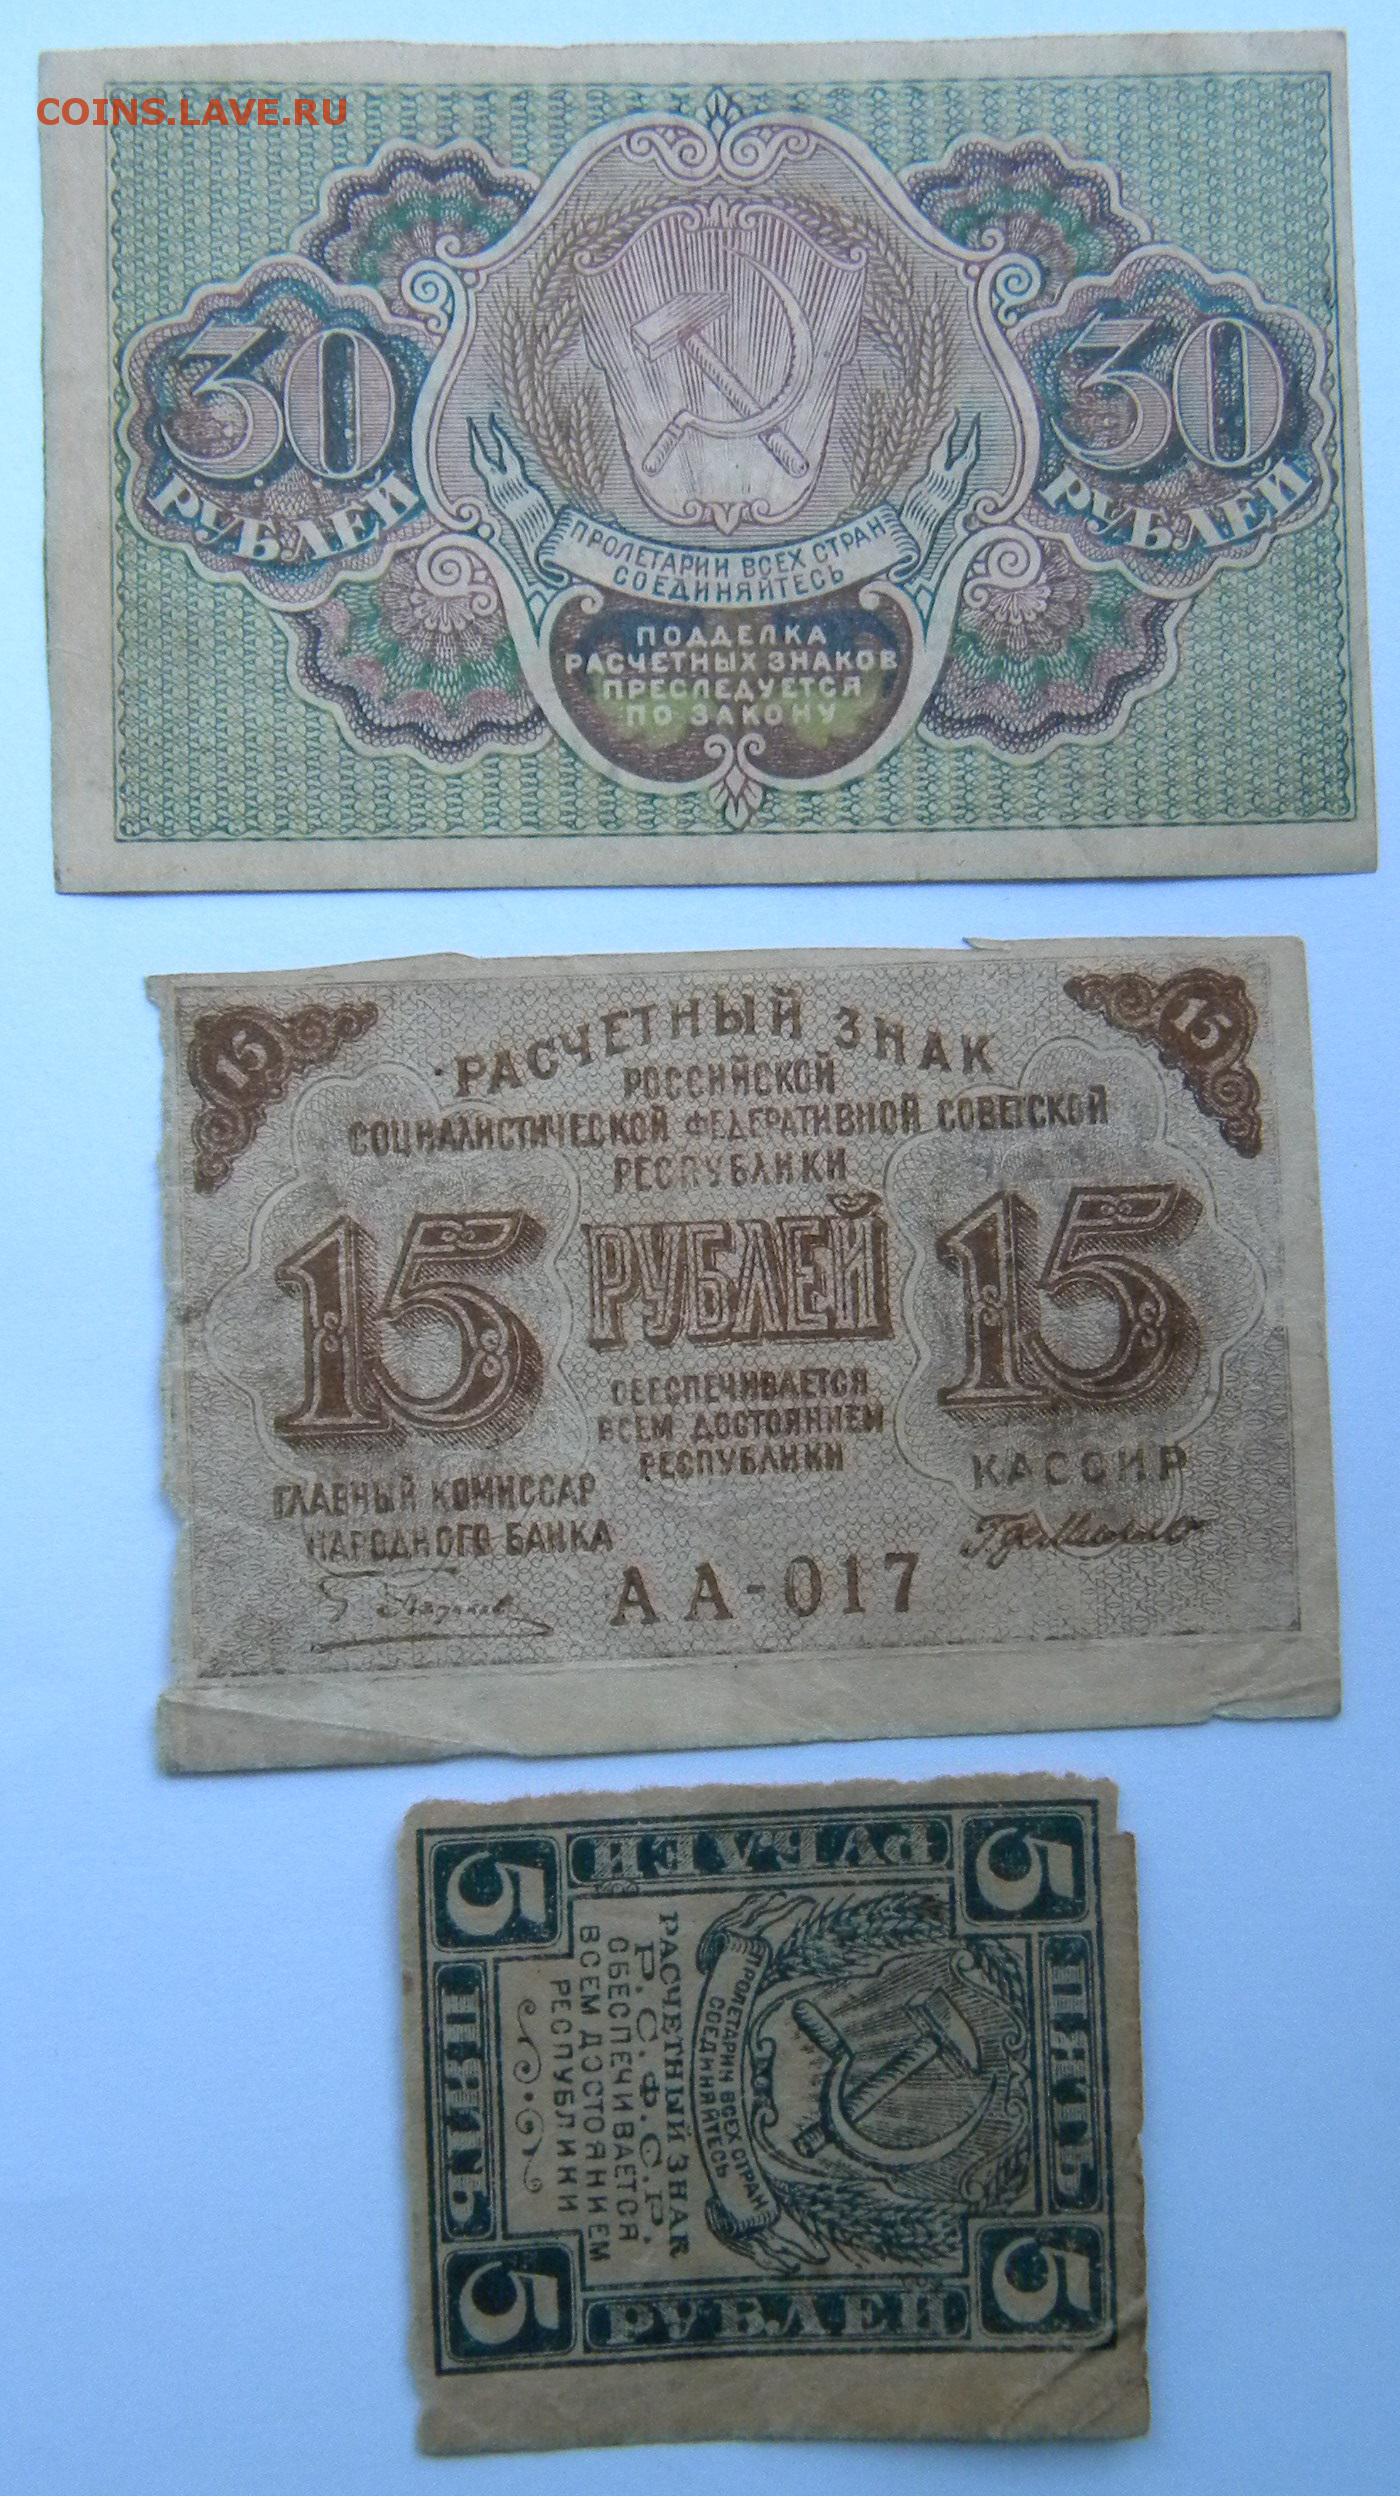 COINS.LAVE.RU
30
РУБЛЕЙ
30
РУБЛЕЙ
ПРОЛЕТАРИИ ВСЕХ СТРАН
СОЕДИНЯЙТЕСЬ
ПОДДЕЛКА
РАСЧЕТНЫХ ЗНАКОВ
ПРЕСЛЕДУЕТСЯ
ПО ЗАКОНУ
15
15
РАСЧЕТНЫЙ ЗНАК
РОССИЙСКОЙ
СОЦИАЛИСТИЧЕСКОЙ ФЕДЕРАТИВНОЙ СОВЕТСКОЙ
РЕСПУБЛИКИ
15
РУБЛЕЙ
15
ОБЕСПЕЧИВАЕТСЯ
ВСЕМ ДОСТОЯНИЕМ
РЕСПУБЛИКИ
ГЛАВНЫЙ КОМИССАР
НАРОДНОГО БАНКА
КАССИР
АА-017
5
ПЯТЬ
5
РУБЛЕЙ
РУБЛЕЙ
ПРОЛЕТАРИИ ВСЕХ СТРАН
СОЕДИНЯЙТЕСЬ
РАСЧЕТНЫЙ ЗНАК
Р.С.Ф.С.Р.
ОБЕСПЕЧИВАЕТСЯ
ВСЕМ ДОСТОЯНИЕМ
РЕСПУБЛИКИ
5
ПЯТЬ
5